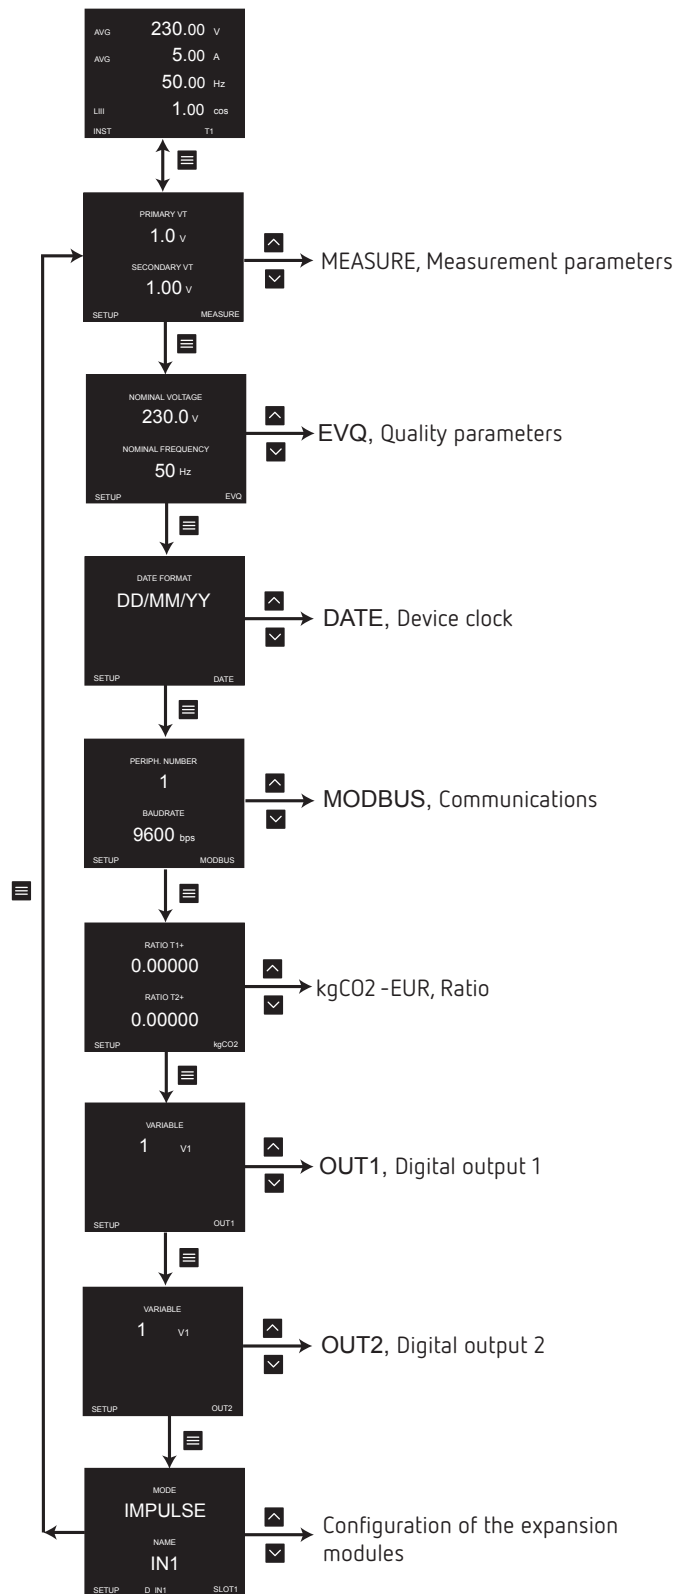 AVG 230.00 V
AVG 5.00 A
50.00 Hz
LIII 1.00 cos
INST T1
PRIMARY VT
1.0 V
SECONDARY VT
1.00 V
SETUP MEASURE
MEASURE, Measurement parameters
NOMINAL VOLTAGE
230.0 V
NOMINAL FREQUENCY
50 Hz
SETUP EVQ
EVQ, Quality parameters
DATE FORMAT
DD/MM/YY
SETUP DATE
DATE, Device clock
PERIPH. NUMBER
1
BAUDRATE
9600 bps
SETUP MODBUS
MODBUS, Communications
RATIO T1+
0.00000
RATIO T2+
0.00000
SETUP kgCO2
kgCO2 -EUR, Ratio
VARIABLE
1 V1
SETUP OUT1
OUT1, Digital output 1
VARIABLE
1 V1
SETUP OUT2
OUT2, Digital output 2
MODE
IMPULSE
NAME
IN1
SETUP D_IN1 SLOT1
Configuration of the expansion
modules